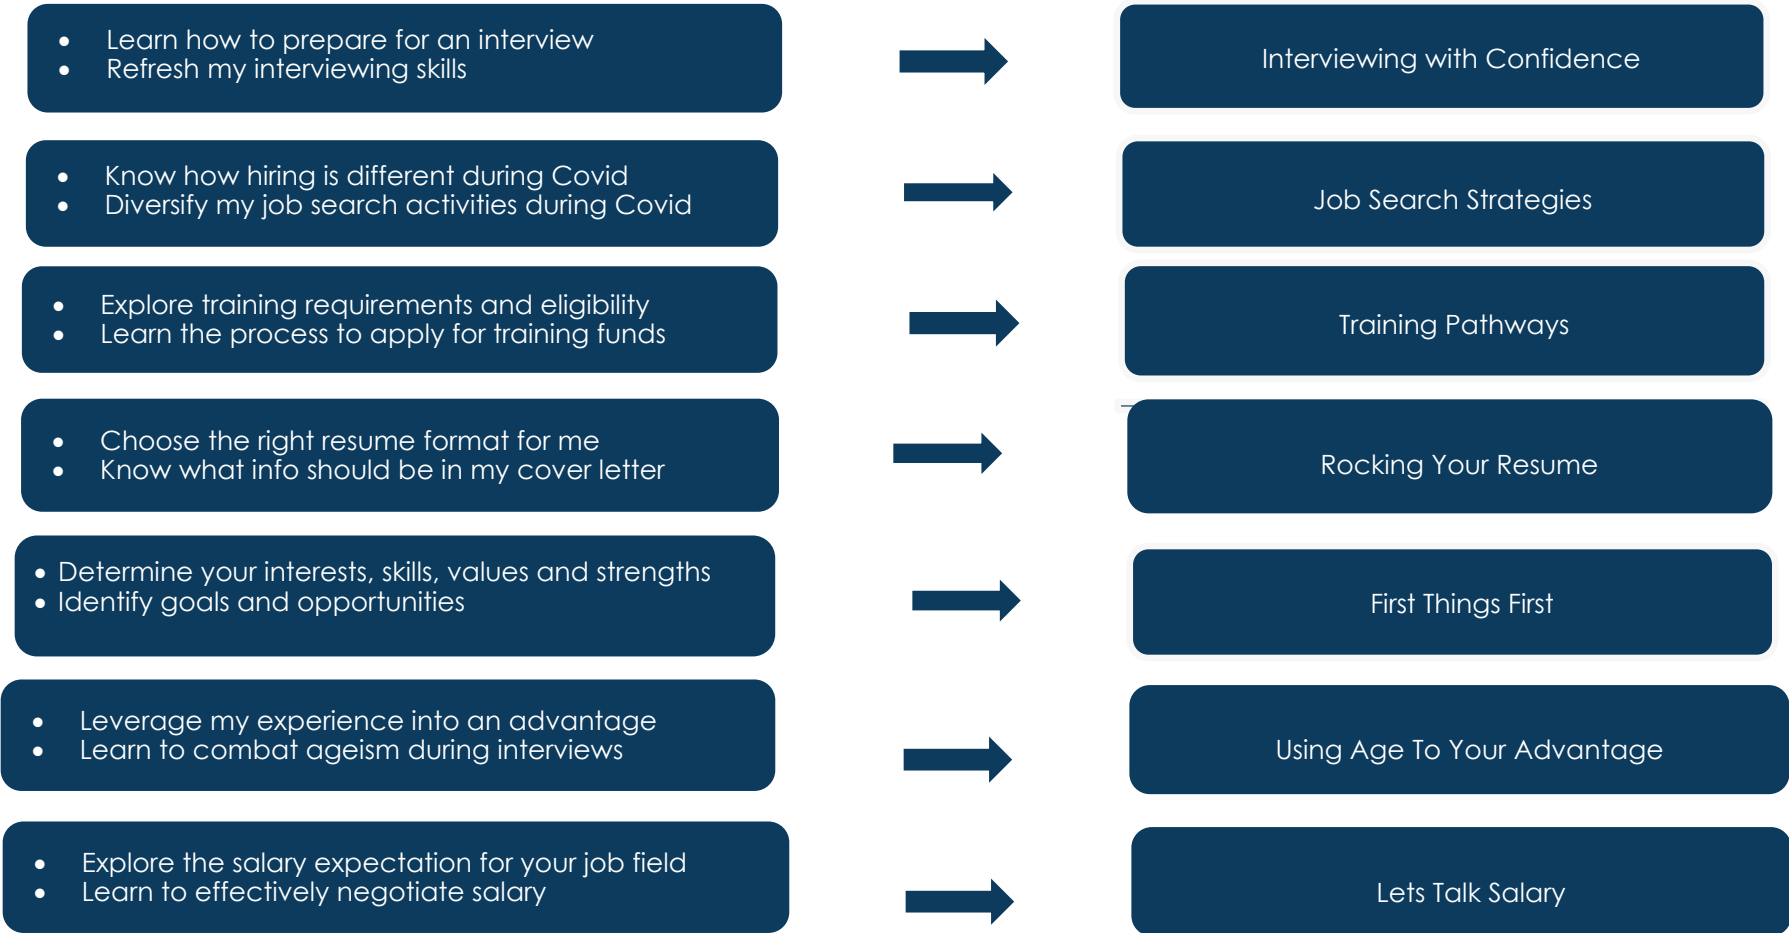 • Learn how to prepare for an interview
• Refresh my interviewing skills
Interviewing with Confidence
• Know how hiring is different during Covid
• Diversify my job search activities during Covid
Job Search Strategies
• Explore training requirements and eligibility
• Learn the process to apply for training funds
Training Pathways
• Choose the right resume format for me
• Know what info should be in my cover letter
Rocking Your Resume
• Determine your interests, skills, values and strengths
• Identify goals and opportunities
First Things First
• Leverage my experience into an advantage
• Learn to combat ageism during interviews
Using Age To Your Advantage
• Explore the salary expectation for your job field
• Learn to effectively negotiate salary
Lets Talk Salary